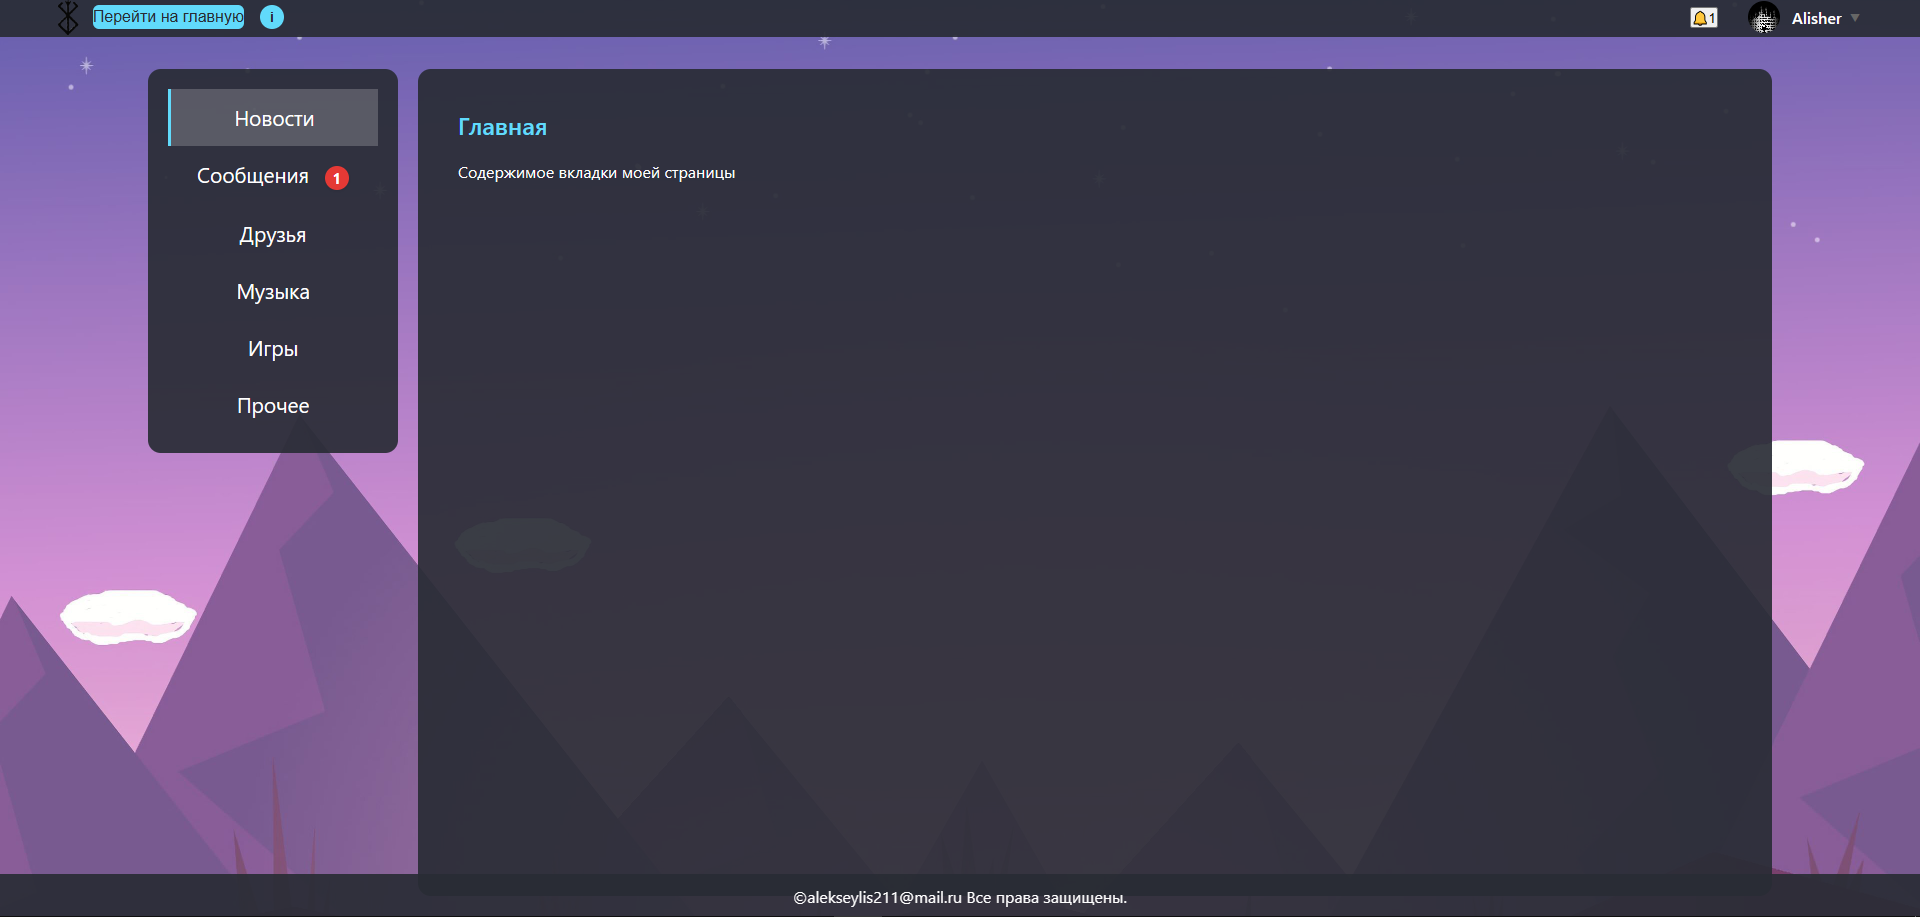 Перейти на главную i 1 Alisher
Новости
Сообщения 1
Друзья
Музыка
Игры
Прочее
Главная
Содержимое вкладки моей страницы
©alekseylis211@mail.ru Все права защищены.